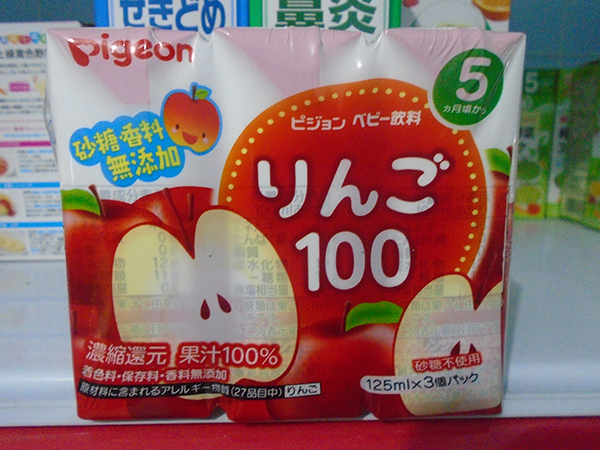 せきどめ
鼻炎
Pigeon
5
カ月頃から
砂糖・香料
無添加
ピジョン ベビー飲料
りんご
100
濃縮還元 果汁100%
着色料・保存料・香料無添加
原材料に含まれるアレルギー物質(27品目中) りんご
砂糖不使用
125ml×3個パック